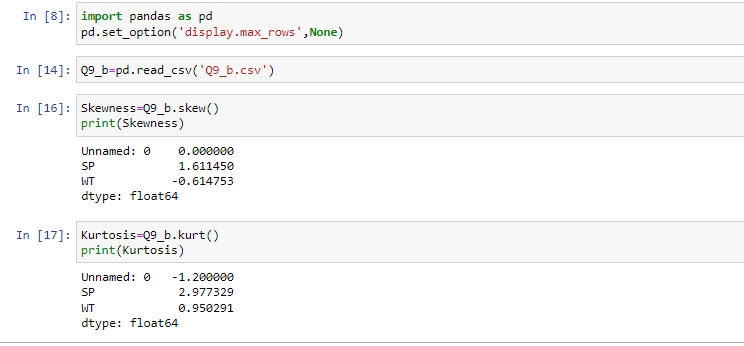 In [8]: import pandas as pd
pd.set_option('display.max_rows',None)
In [14]: Q9_b=pd.read_csv('Q9_b.csv')
In [16]: Skewness=Q9_b.skew()
print(Skewness)
Unnamed: 0    0.000000
SP            1.611450
WT           -0.614753
dtype: float64
In [17]: Kurtosis=Q9_b.kurt()
print(Kurtosis)
Unnamed: 0   -1.200000
SP            2.977329
WT            0.950291
dtype: float64